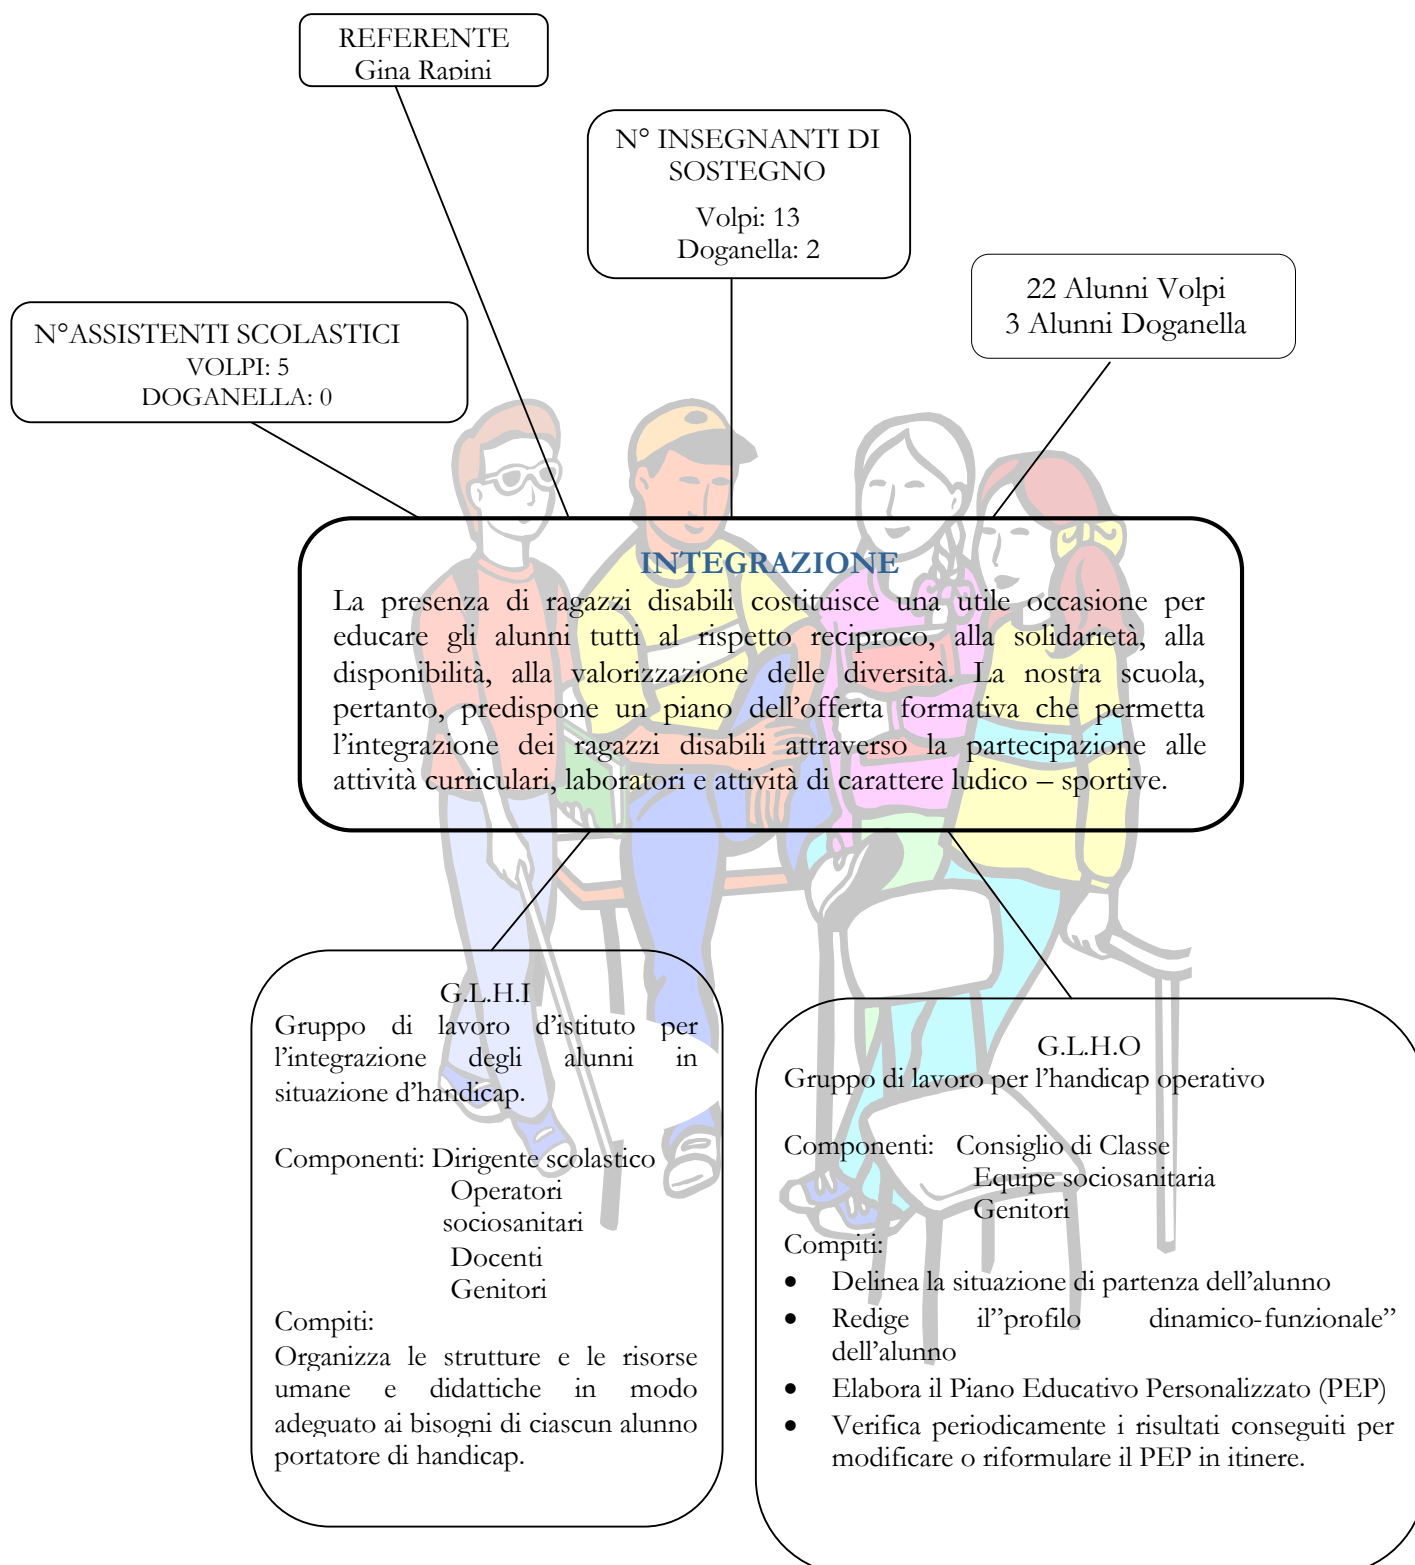 REFERENTE
Gina Rapini
N° INSEGNANTI DI
SOSTEGNO
Volpi: 13
Doganella: 2
22 Alunni Volpi
3 Alunni Doganella
N°ASSISTENTI SCOLASTICI
VOLPI: 5
DOGANELLA: 0
INTEGRAZIONE
La presenza di ragazzi disabili costituisce una utile occasione per
educare gli alunni tutti al rispetto reciproco, alla solidarietà, alla
disponibilità, alla valorizzazione delle diversità. La nostra scuola,
pertanto, predispone un piano dell’offerta formativa che permetta
l’integrazione dei ragazzi disabili attraverso la partecipazione alle
attività curriculari, laboratori e attività di carattere ludico – sportive.
G.L.H.I
Gruppo di lavoro d’istituto per
l’integrazione degli alunni in
situazione d’handicap.
Componenti: Dirigente scolastico
Operatori
sociosanitari
Docenti
Genitori
Compiti:
Organizza le strutture e le risorse
umane e didattiche in modo
adeguato ai bisogni di ciascun alunno
portatore di handicap.
G.L.H.O
Gruppo di lavoro per l’handicap operativo
Componenti: Consiglio di Classe
Equipe sociosanitaria
Genitori
Compiti:
• Delinea la situazione di partenza dell’alunno
• Redige il”profilo dinamico-funzionale”
dell’alunno
• Elabora il Piano Educativo Personalizzato (PEP)
• Verifica periodicamente i risultati conseguiti per
modificare o riformulare il PEP in itinere.